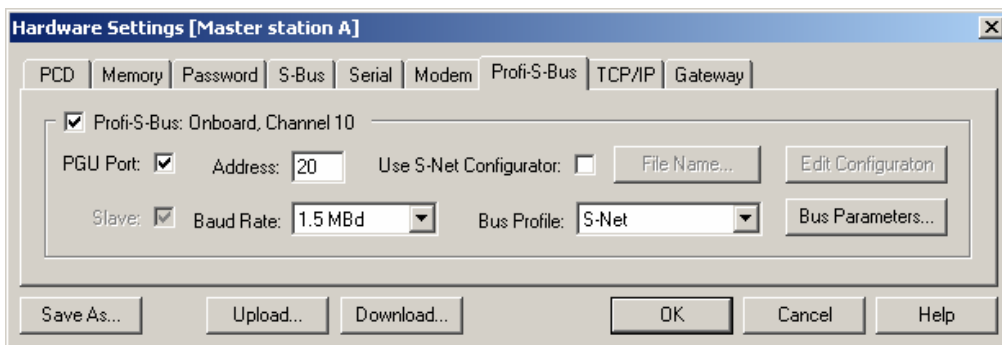 Hardware Settings [Master station A]
PCD Memory Password S-Bus Serial Modem Profi-S-Bus TCP/IP Gateway
Profi-S-Bus: Onboard, Channel 10
PGU Port: Address: 20 Use S-Net Configurator: File Name... Edit Configuraton
Slave: Baud Rate: 1.5 MBd Bus Profile: S-Net Bus Parameters...
Save As... Upload... Download... OK Cancel Help